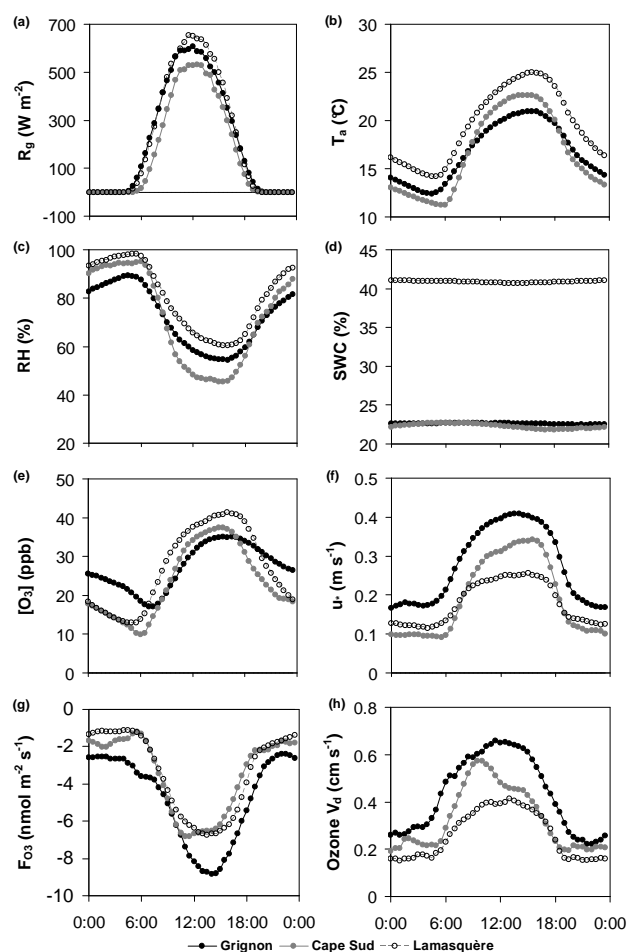 (a)
700
500
300
100
-100
Rg (W m-2)
(b)
30
25
20
15
10
Ta (°C)
(c)
100
80
60
40
20
RH (%)
(d)
45
40
35
30
25
20
SWC (%)
(e)
50
40
30
20
10
0
[O3] (ppb)
(f)
0.5
0.4
0.3
0.2
0.1
0
u* (m s-1)
(g)
0
-2
-4
-6
-8
-10
FO3 (nmol m-2 s-1)
0:00 6:00 12:00 18:00 0:00
(h)
0.8
0.6
0.4
0.2
0
Ozone Vd (cm s-1)
0:00 6:00 12:00 18:00 0:00
Grignon Cape Sud Lamasquère